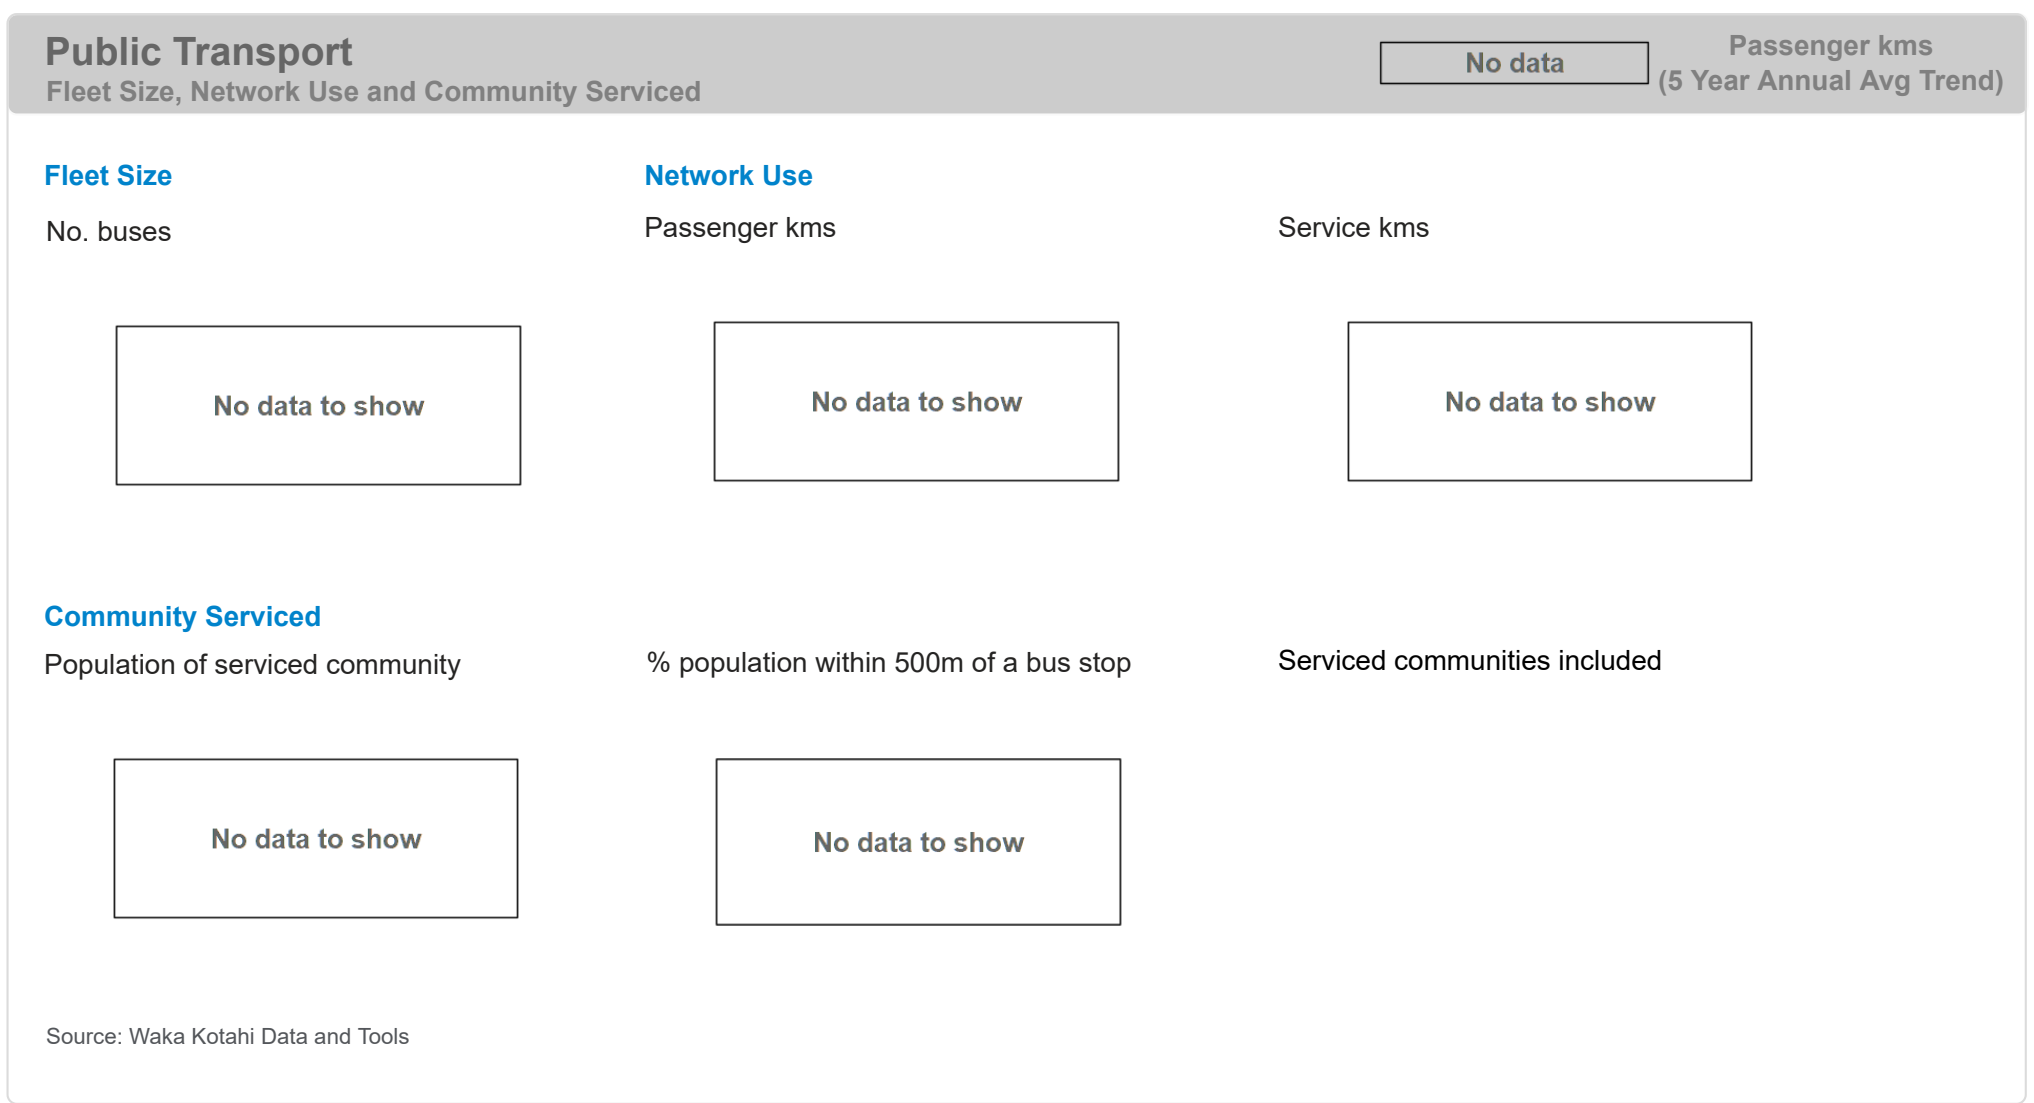 Public Transport
Fleet Size, Network Use and Community Serviced
No data
Passenger kms
(5 Year Annual Avg Trend)
Fleet Size
No. buses
No data to show
Network Use
Passenger kms
No data to show
Service kms
No data to show
Community Serviced
Population of serviced community
No data to show
% population within 500m of a bus stop
No data to show
Serviced communities included
Source: Waka Kotahi Data and Tools